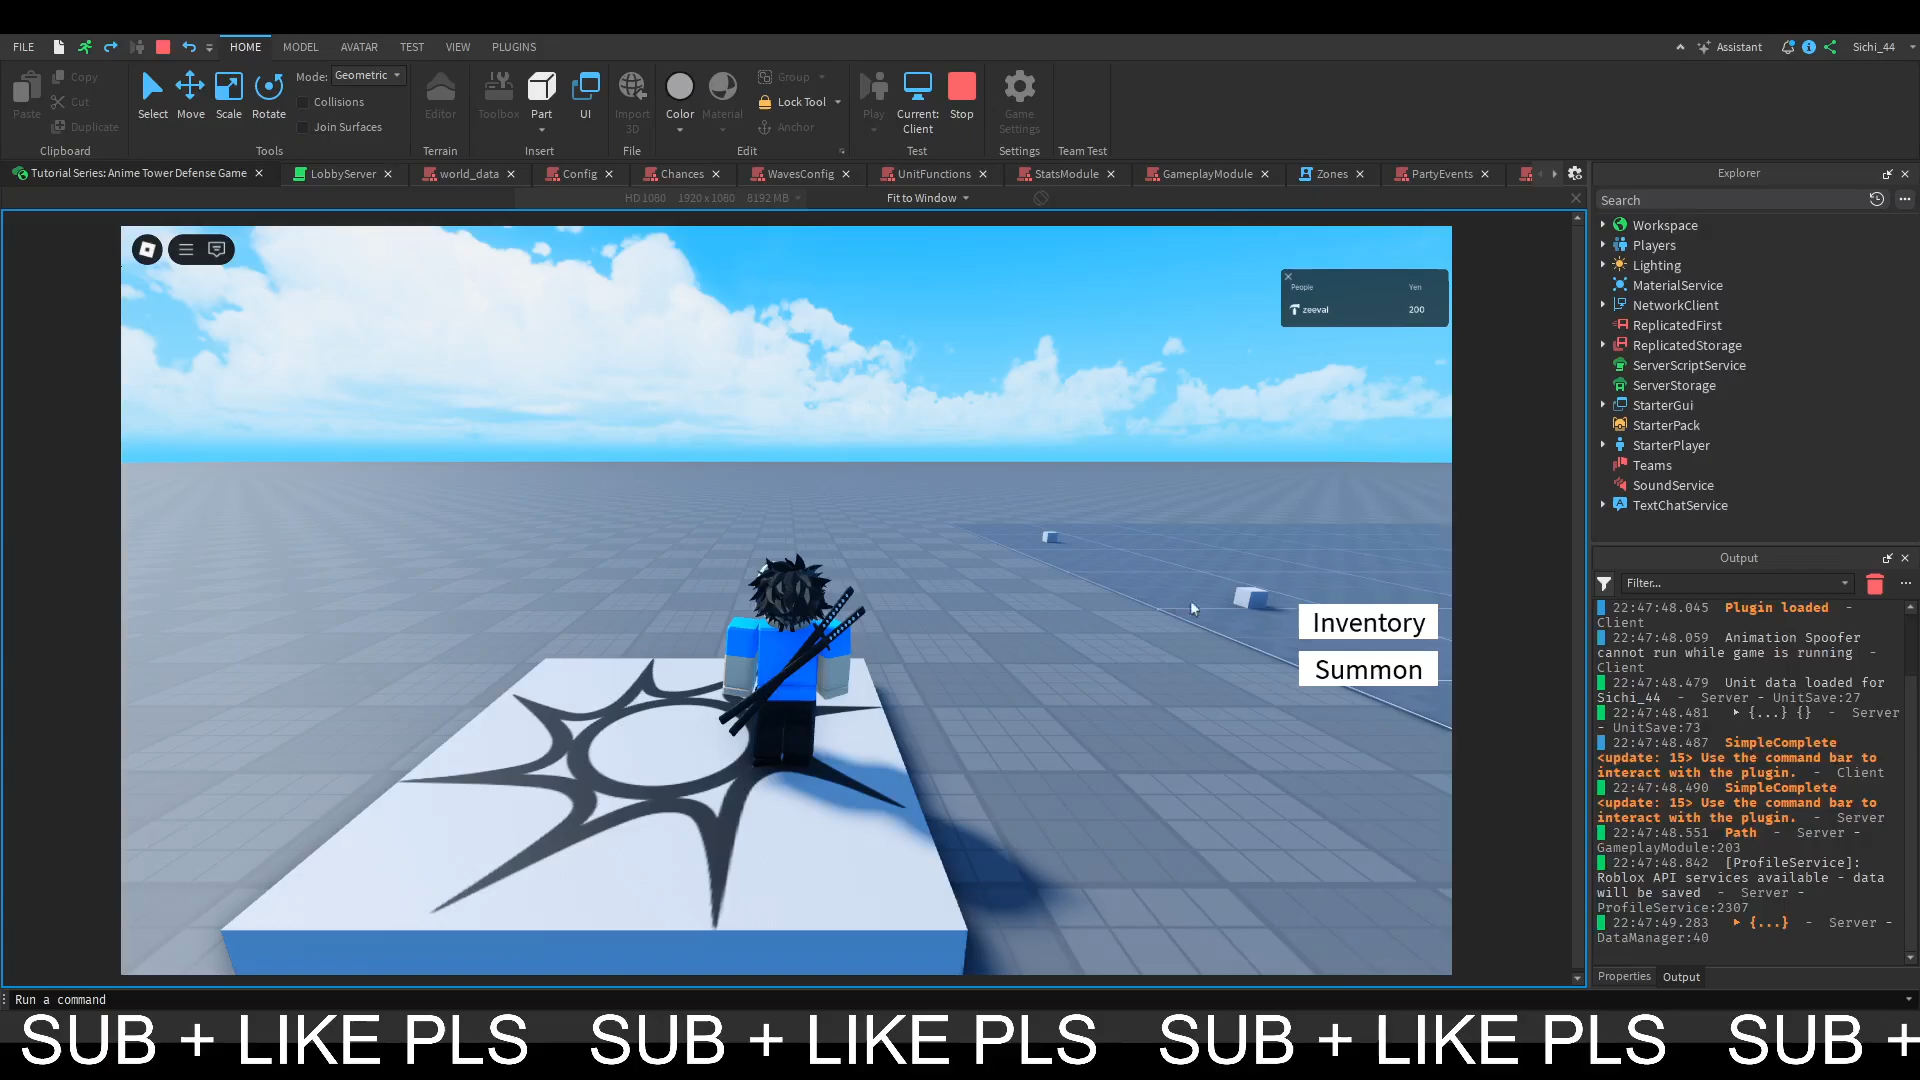 FILE
HOME
MODEL
AVATAR
TEST
VIEW
PLUGINS
Assistant
Sichi_44
Paste
Copy
Cut
Duplicate
Clipboard
Select
Move
Scale
Rotate
Mode: Geometric
Collisions
Join Surfaces
Tools
Editor
Terrain
Toolbox
Part
UI
Insert
Import
3D
File
Color
Material
Group
Lock Tool
Anchor
Edit
Play
Current:
Client
Stop
Test
Game
Settings
Settings
Team Test
Tutorial Series: Anime Tower Defense Game
LobbyServer
world_data
Config
Chances
WavesConfig
UnitFunctions
StatsModule
GameplayModule
Zones
PartyEvents
HD 1080 1920 x 1080 8192 MB
Fit to Window
People Yen
zeeval 200
Inventory
Summon
Explorer
Search
Workspace
Players
Lighting
MaterialService
NetworkClient
ReplicatedFirst
ReplicatedStorage
ServerScriptService
ServerStorage
StarterGui
StarterPack
StarterPlayer
Teams
SoundService
TextChatService
Output
Filter...
22:47:48.045 Plugin loaded -
Client
22:47:48.059 Animation Spoofer
cannot run while game is running -
Client
22:47:48.479 Unit data loaded for
Sichi_44 - Server - UnitSave:27
22:47:48.481 {...} {} - Server
- UnitSave:73
22:47:48.487 SimpleComplete
<update: 15> Use the command bar to
interact with the plugin. - Client
22:47:48.490 SimpleComplete
<update: 15> Use the command bar to
interact with the plugin. - Server
22:47:48.551 Path - Server -
GameplayModule:203
22:47:48.842 [ProfileService]:
Roblox API services available - data
will be saved - Server -
ProfileService:2307
22:47:49.283 {...} - Server -
DataManager:40
Properties
Output
Run a command
SUB + LIKE PLS SUB + LIKE PLS SUB + LIKE PLS SUB +